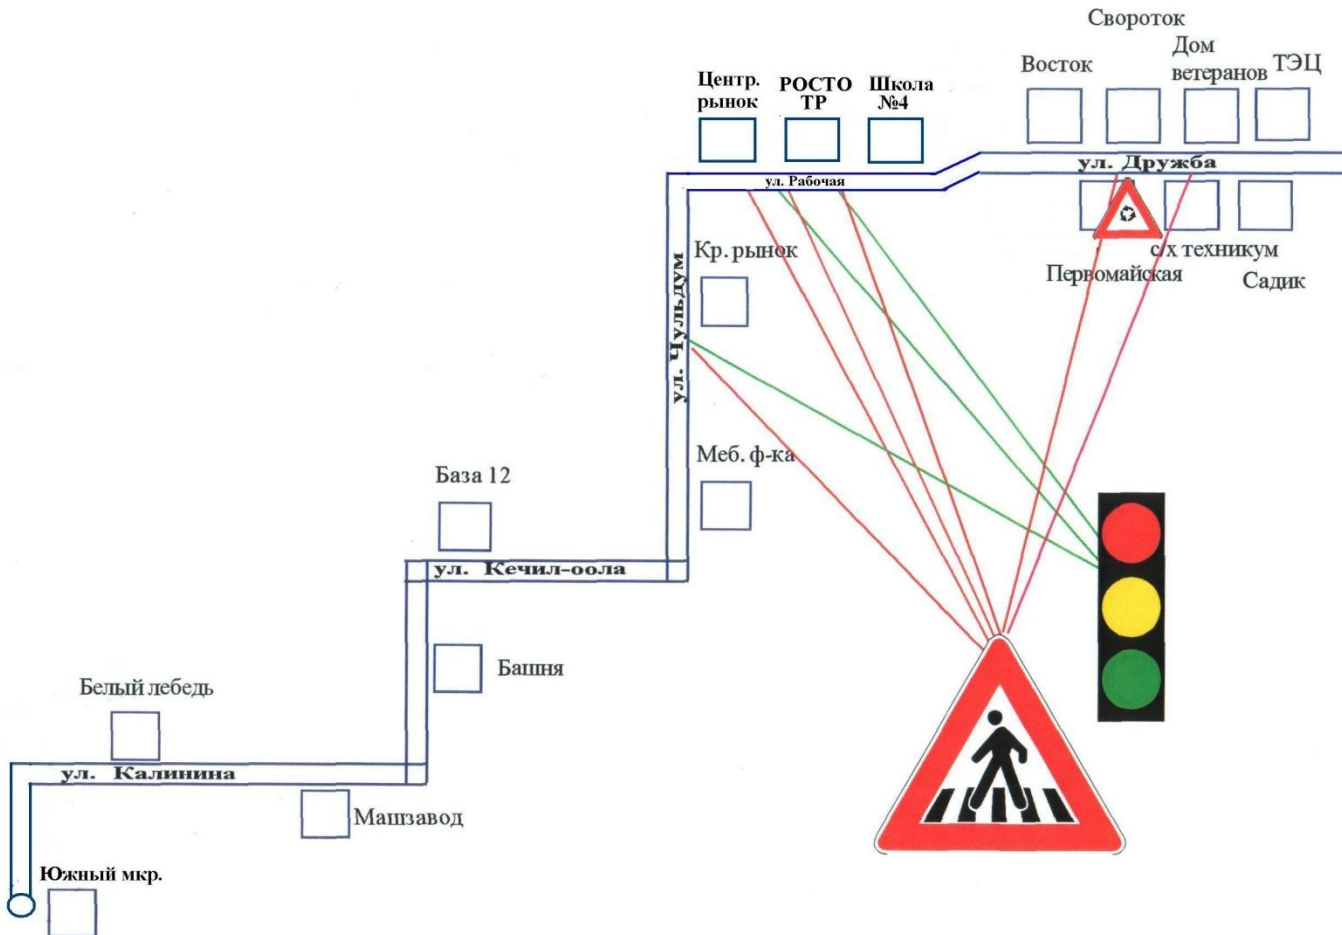 Свороток
Восток
Дом
ветеранов
ТЭЦ
Центр.
рынок
РОСТО
ТР
Школа
№4
ул. Дружба
ул. Рабочая
Кр. рынок
с/х техникум
Первомайская
Садик
ул. Чульдум
Меб. ф-ка
База 12
ул. Кечил-оола
Башня
Белый лебедь
ул. Калинина
Машзавод
Южный мкр.